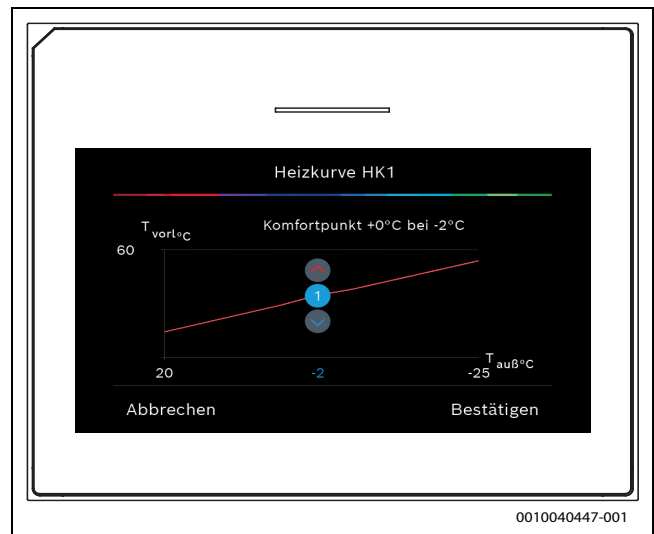 Heizkurve HK1
Komfortpunkt +0°C bei -2°C
T vorl°C
60
1
T auß°C
20 -2 -25
Abbrechen Bestätigen
0010040447-001